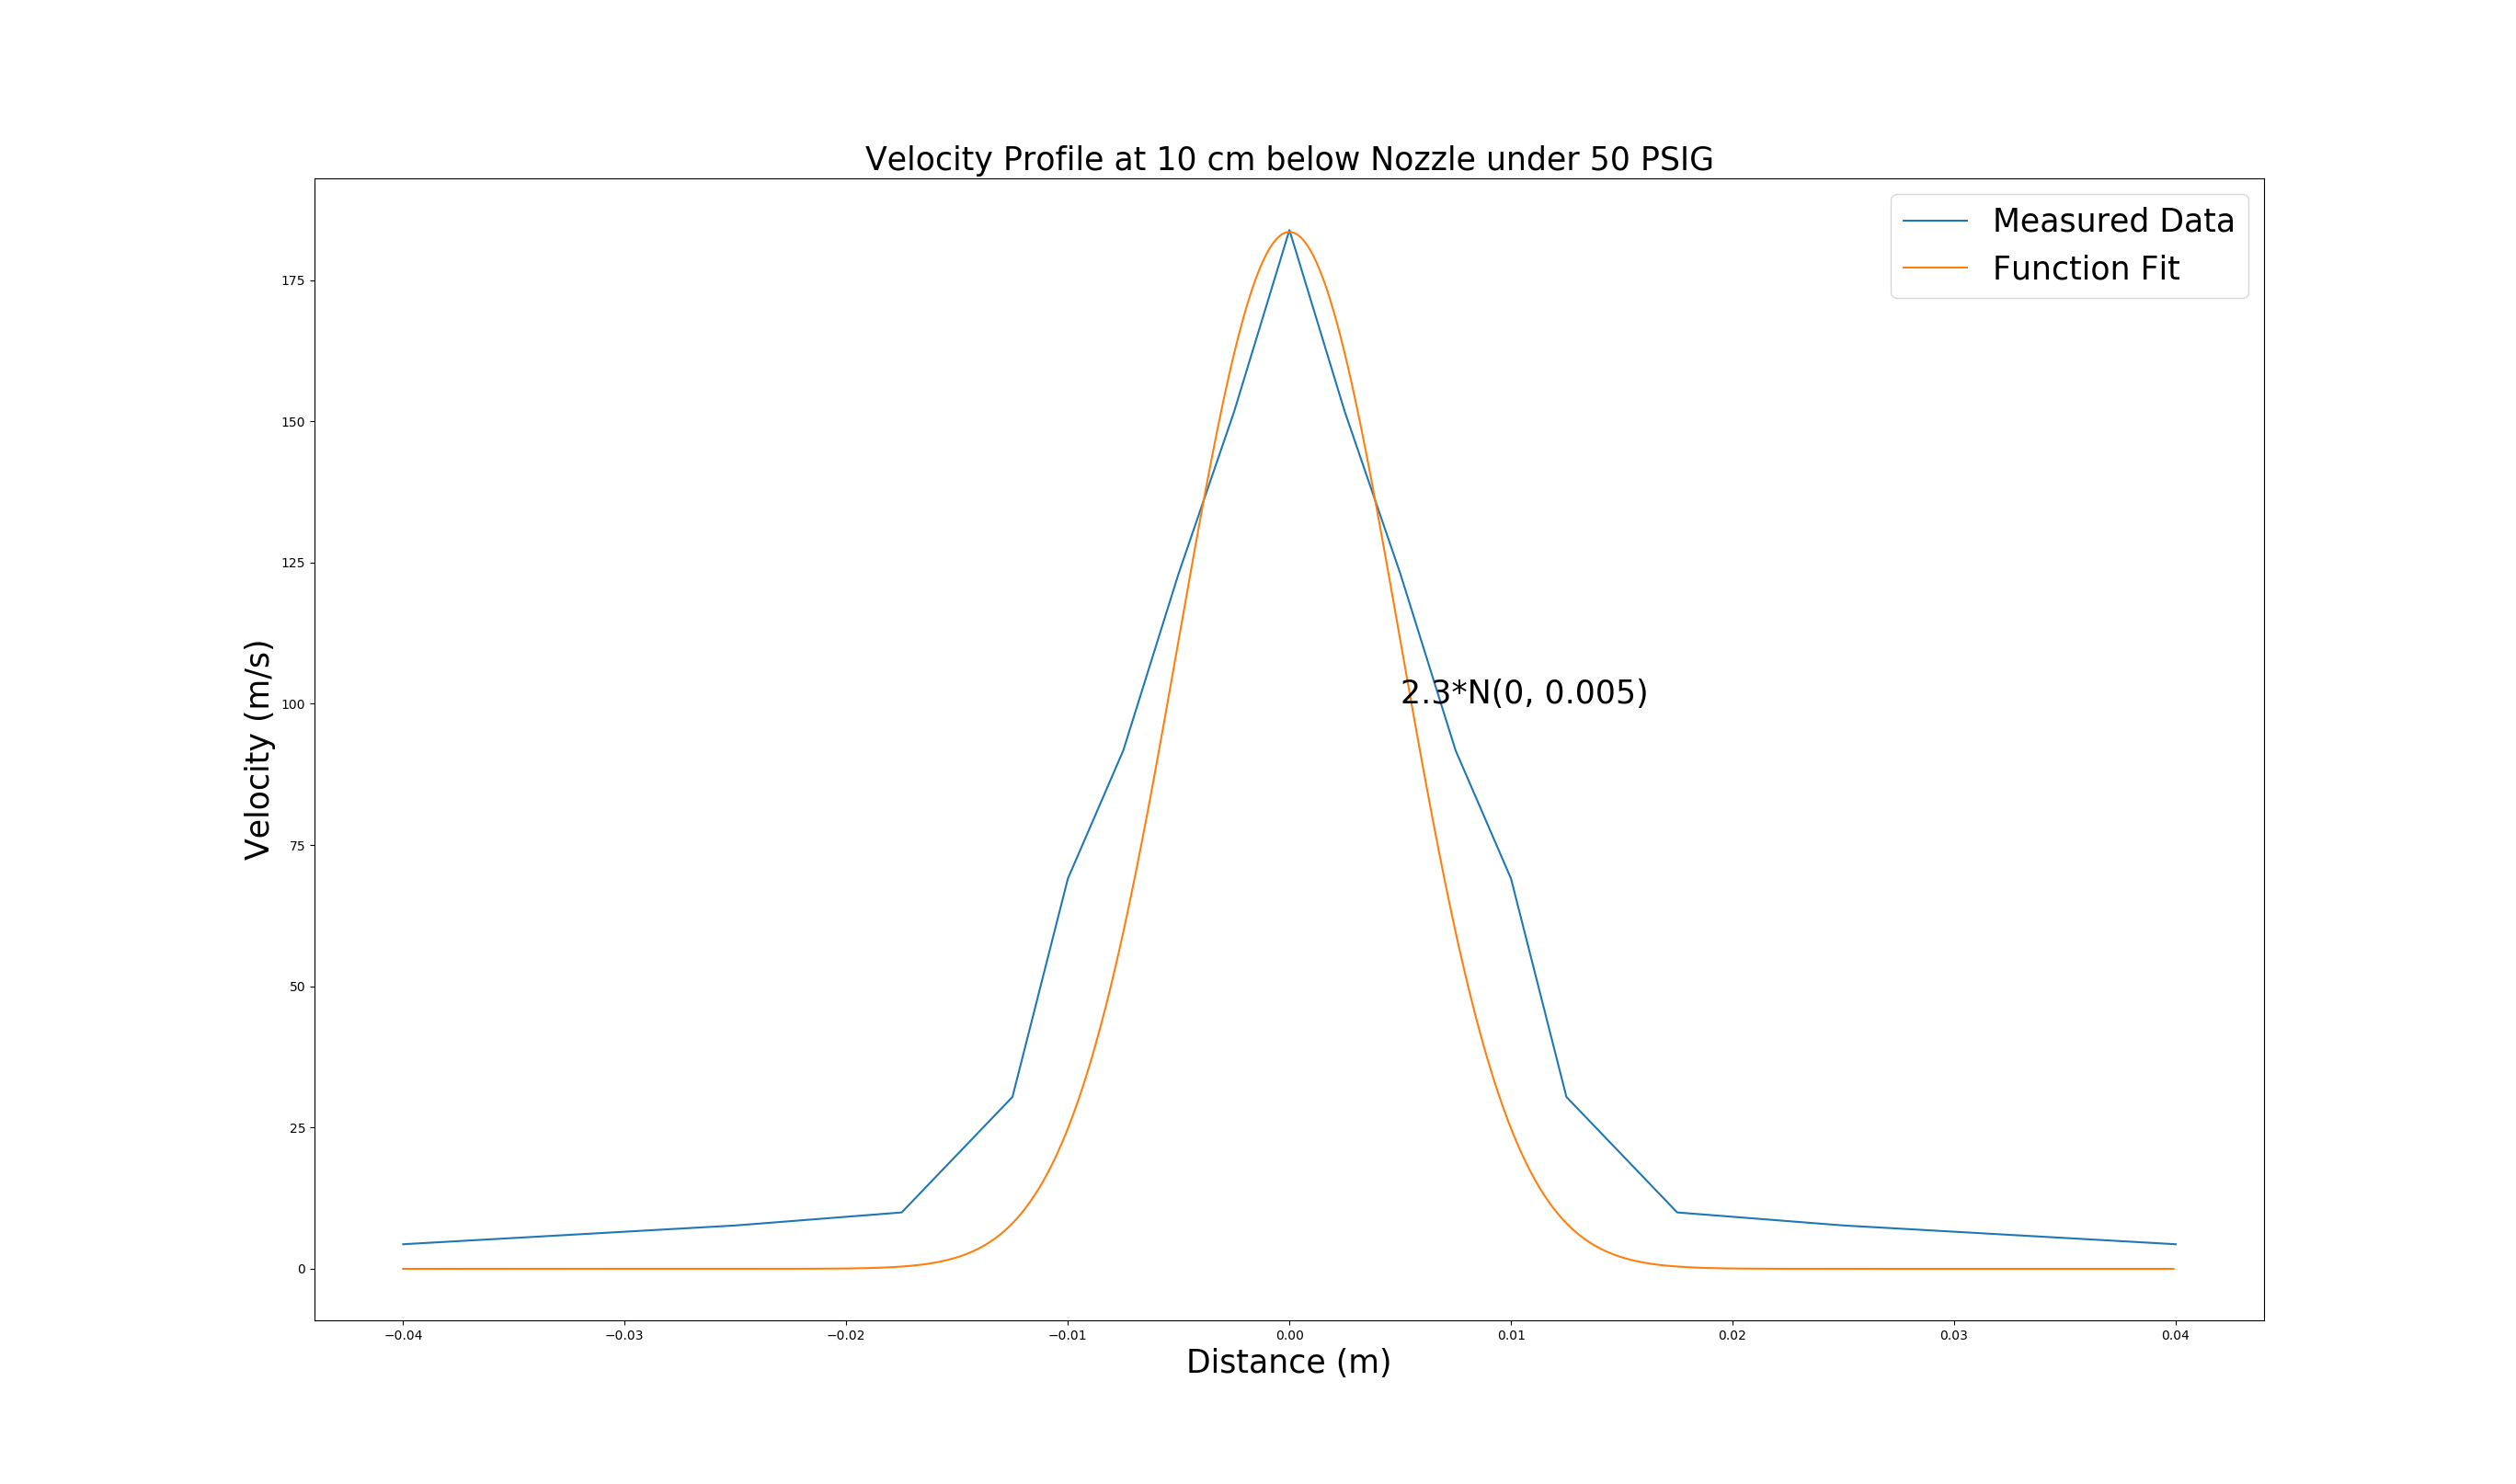 Velocity Profile at 10 cm below Nozzle under 50 PSIG
Measured Data
Function Fit
175
150
125
100
75
50
25
0
Velocity (m/s)
2.3*N(0, 0.005)
−0.04 −0.03 −0.02 −0.01 0.00 0.01 0.02 0.03 0.04
Distance (m)